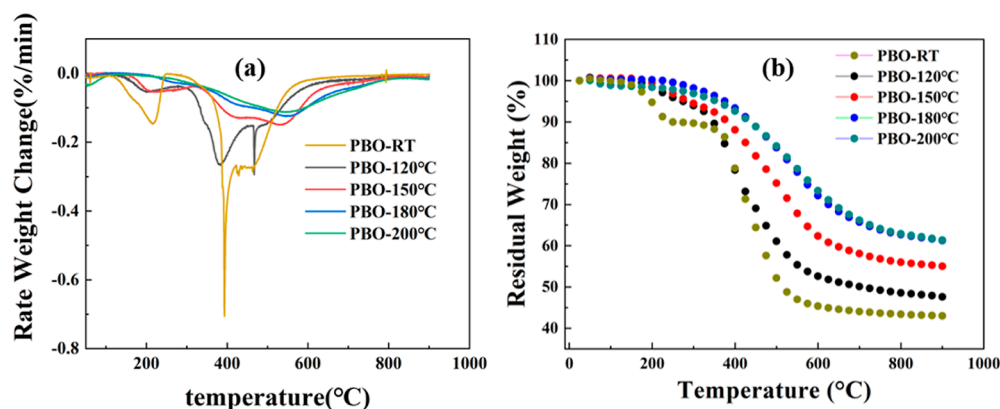 (a)
Rate Weight Change(%/min)
0.0
-0.2
-0.4
-0.6
-0.8
200
400
600
800
1000
temperature(°C)
PBO-RT
PBO-120°C
PBO-150°C
PBO-180°C
PBO-200°C
(b)
Residual Weight (%)
110
100
90
80
70
60
50
40
0
200
400
600
800
1000
Temperature (°C)
PBO-RT
PBO-120°C
PBO-150°C
PBO-180°C
PBO-200°C